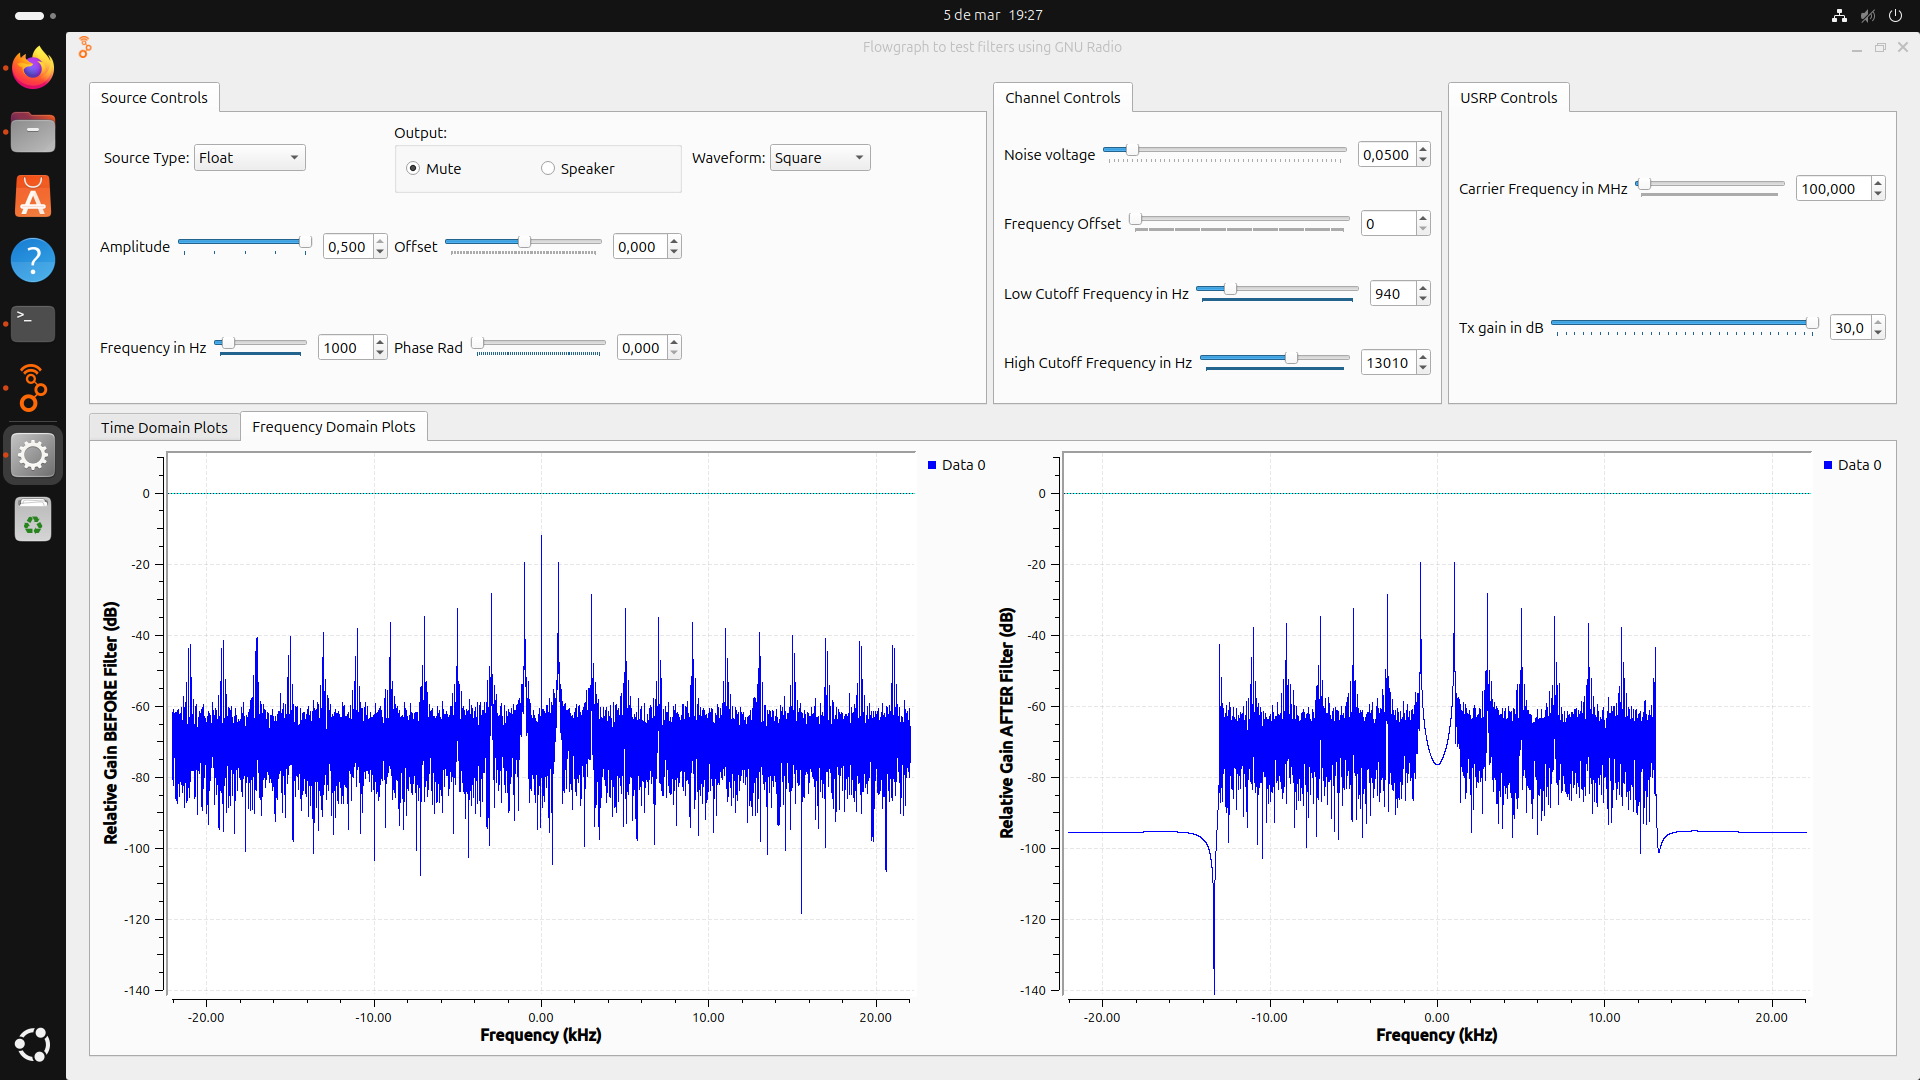 5 de mar 19:27
Flowgraph to test filters using GNU Radio
Source Controls
Source Type: Float
Output:
Mute
Speaker
Waveform: Square
Amplitude 0,500
Offset 0,000
Frequency in Hz 1000
Phase Rad 0,000
Channel Controls
Noise voltage 0,0500
Frequency Offset 0
Low Cutoff Frequency in Hz 940
High Cutoff Frequency in Hz 13010
USRP Controls
Carrier Frequency in MHz 100,000
Tx gain in dB 30,0
Time Domain Plots
Frequency Domain Plots
Relative Gain BEFORE Filter (dB)
0
-20
-40
-60
-80
-100
-120
-140
-20.00 -10.00 0.00 10.00 20.00
Frequency (kHz)
Data 0
Relative Gain AFTER Filter (dB)
0
-20
-40
-60
-80
-100
-120
-140
-20.00 -10.00 0.00 10.00 20.00
Frequency (kHz)
Data 0